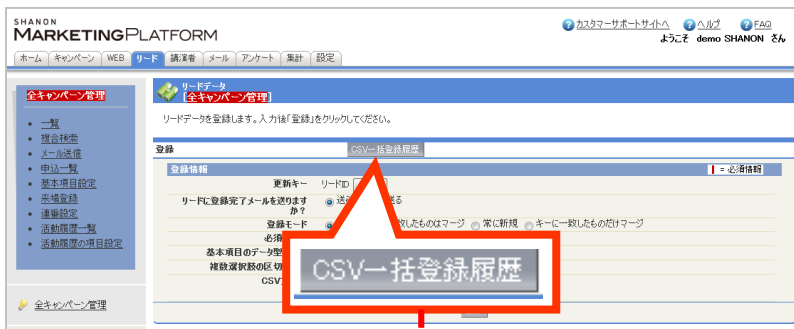 SHANON
MARKETINGPLATFORM
カスタマーサポートサイトへ ヘルプ FAQ
ようこそ demo SHANON さん
ホーム キャンペーン WEB リード 講演者 メール アンケート 集計 設定
全キャンペーン管理
・ 一覧
・ 複合検索
・ メール送信
・ 申込一覧
・ 基本項目設定
・ 来場登録
・ 連番設定
・ 活動履歴一覧
・ 活動履歴の項目設定
全キャンペーン管理
リードデータ
[全キャンペーン管理]
リードデータを登録します。入力後「登録」をクリックしてください。
登録 CSV一括登録履歴
登録情報 = 必須情報
更新キー リードID
リードに登録完了メールを送りますか?
登録モード 致したものはマージ 常に新規 キーに一致したものだけマージ
基本項目のデータ
複数選択肢の区切
CSV
CSV一括登録履歴